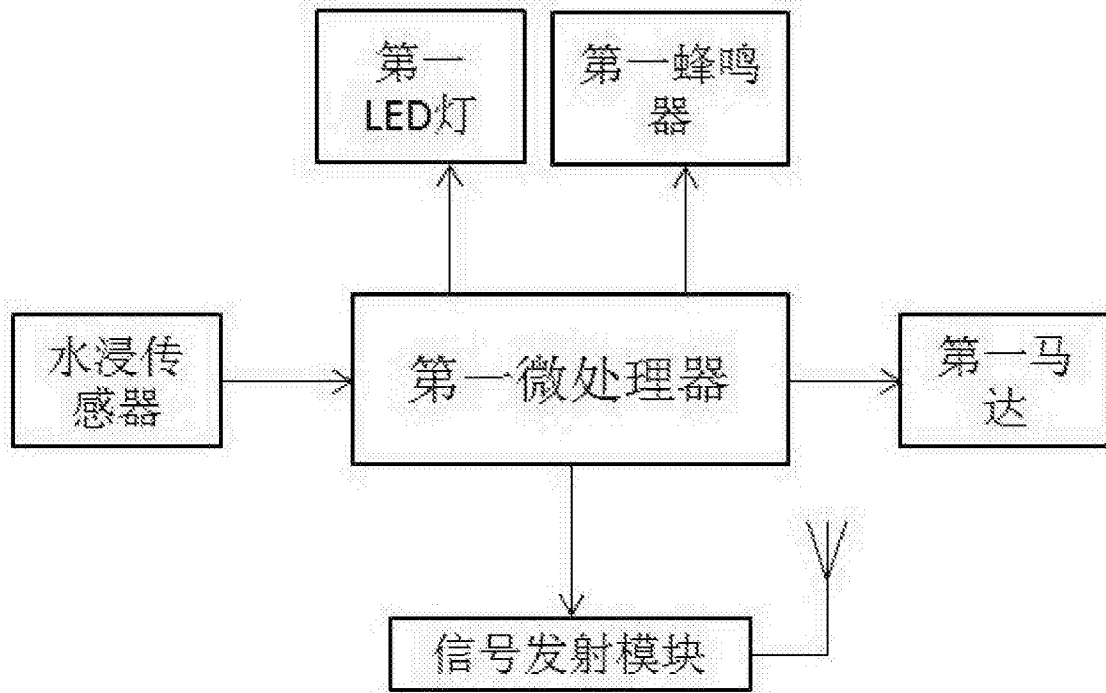 第一
LED灯
第一蜂鸣
器
水浸传
感器
第一微处理器
第一马
达
信号发射模块